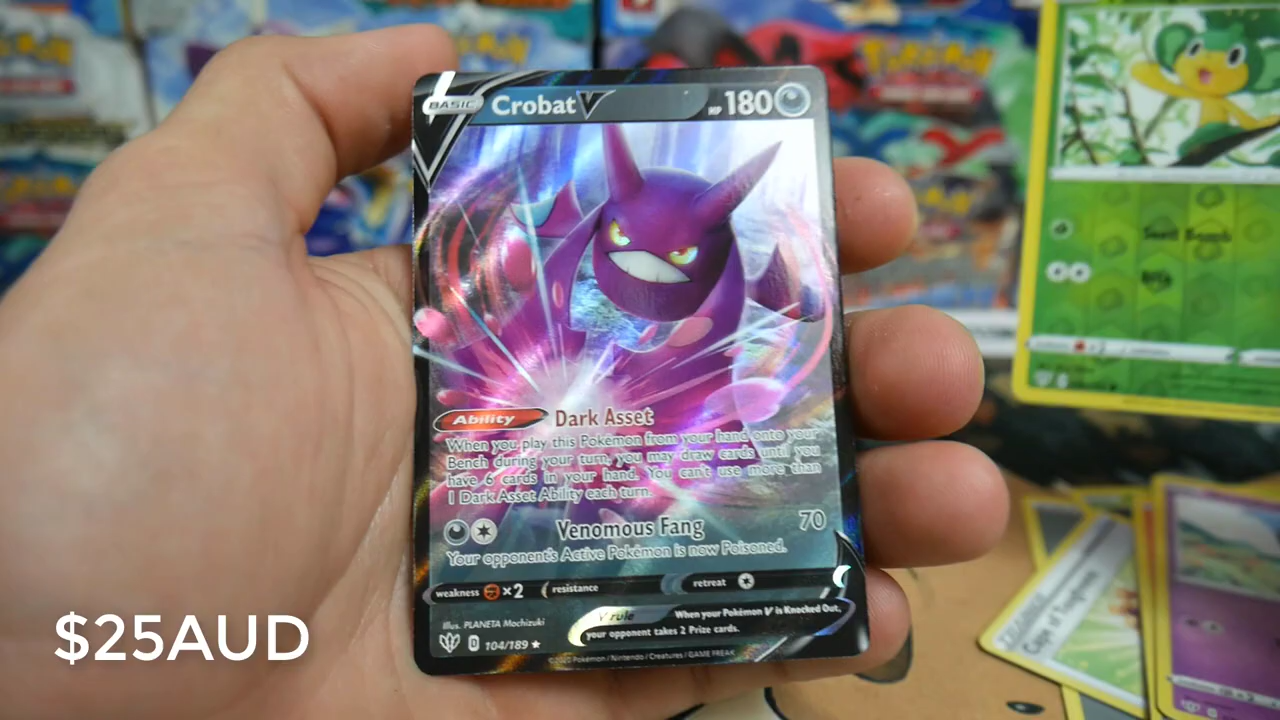 BASIC
Crobat V
HP 180
Ability Dark Asset
When you play this Pokémon from your hand onto your
Bench during your turn, you may draw cards until you
have 6 cards in your hand. You can't use more than
1 Dark Asset Ability each turn.
Venomous Fang 70
Your opponent's Active Pokémon is now Poisoned.
weakness ×2 resistance retreat
V rule When your Pokémon V is Knocked Out,
your opponent takes 2 Prize cards.
Illus. PLANETA Mochizuki
D 104/189
©2020 Pokémon / Nintendo / Creatures / GAME FREAK
$25AUD